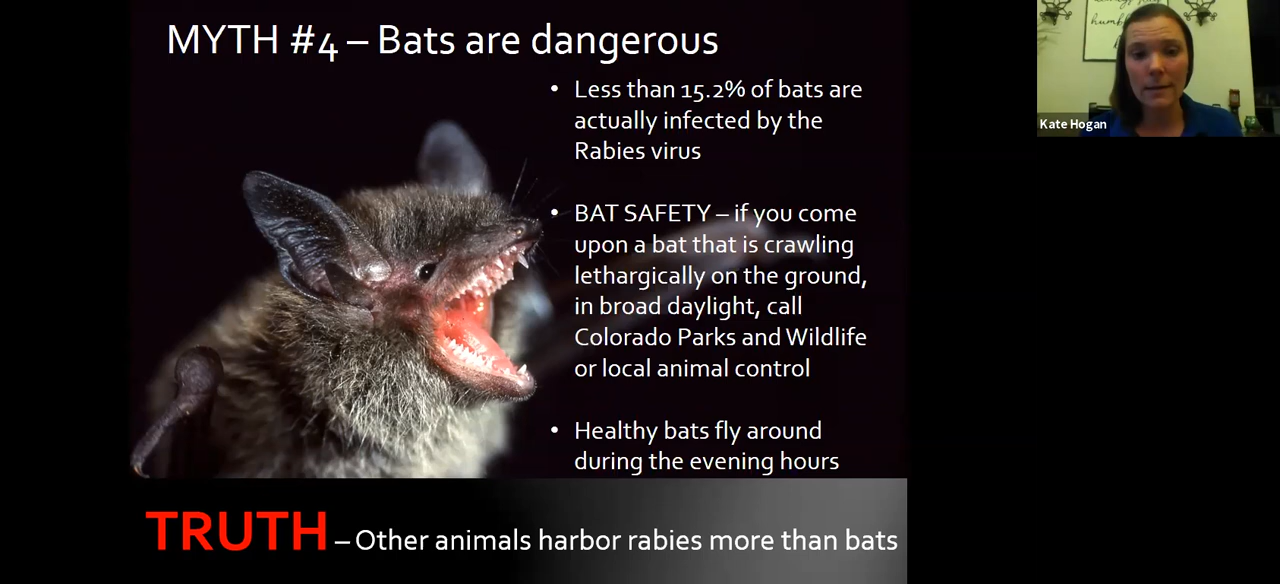 MYTH #4 – Bats are dangerous
• Less than 15.2% of bats are
actually infected by the
Rabies virus
• BAT SAFETY – if you come
upon a bat that is crawling
lethargically on the ground,
in broad daylight, call
Colorado Parks and Wildlife
or local animal control
• Healthy bats fly around
during the evening hours
TRUTH – Other animals harbor rabies more than bats
Kate Hogan